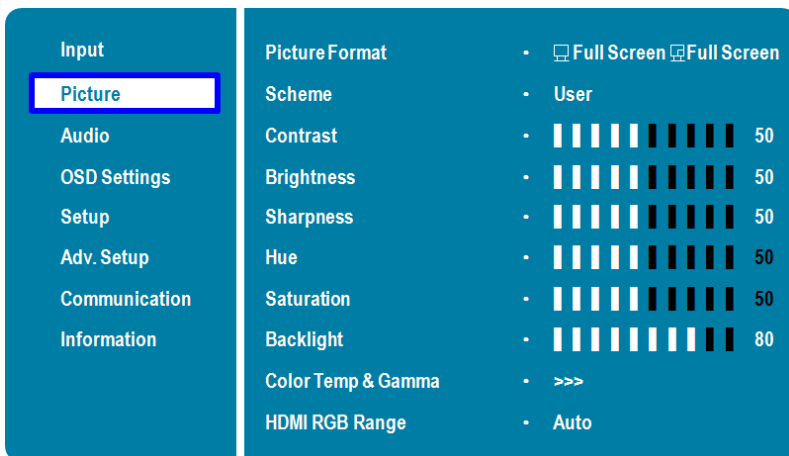 Input
Picture
Audio
OSD Settings
Setup
Adv. Setup
Communication
Information
Picture Format • Full Screen Full Screen
Scheme • User
Contrast • 50
Brightness • 50
Sharpness • 50
Hue • 50
Saturation • 50
Backlight • 80
Color Temp & Gamma • >>>
HDMI RGB Range • Auto